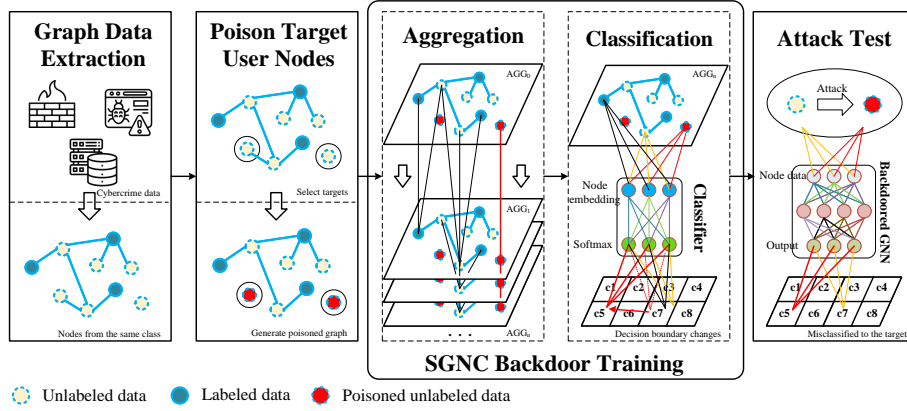 Graph Data
Extraction
Cybercrime data
Nodes from the same class
Poison Target
User Nodes
Select targets
Generate poisoned graph
Aggregation
AGG0
AGG1
AGGn
. . .
Classification
AGGn
Node
embedding
Softmax
Classifier
c1 c2 c3 c4
c5 c6 c7 c8
Decision boundary changes
SGNC Backdoor Training
Attack Test
Attack
Node data
Output
Backdoored GNN
c1 c2 c3 c4
c5 c6 c7 c8
Misclassified to the target
Unlabeled data
Labeled data
Poisoned unlabeled data